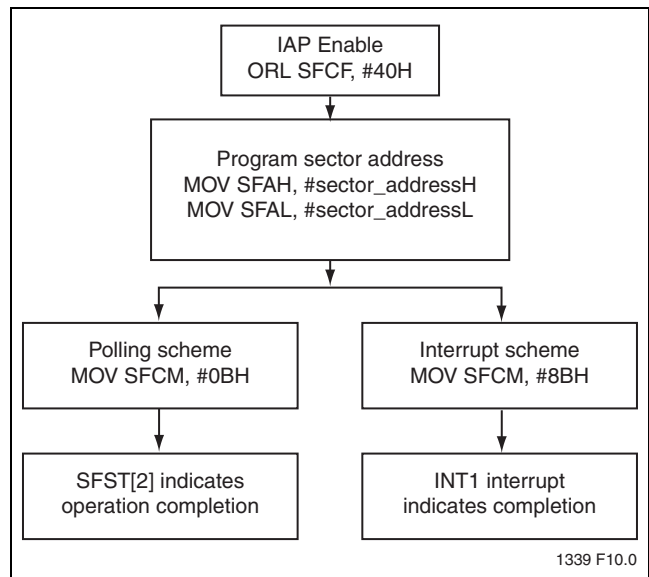 IAP Enable
ORL SFCF, #40H
Program sector address
MOV SFAH, #sector_addressH
MOV SFAL, #sector_addressL
Polling scheme
MOV SFCM, #0BH
Interrupt scheme
MOV SFCM, #8BH
SFST[2] indicates
operation completion
INT1 interrupt
indicates completion
1339 F10.0